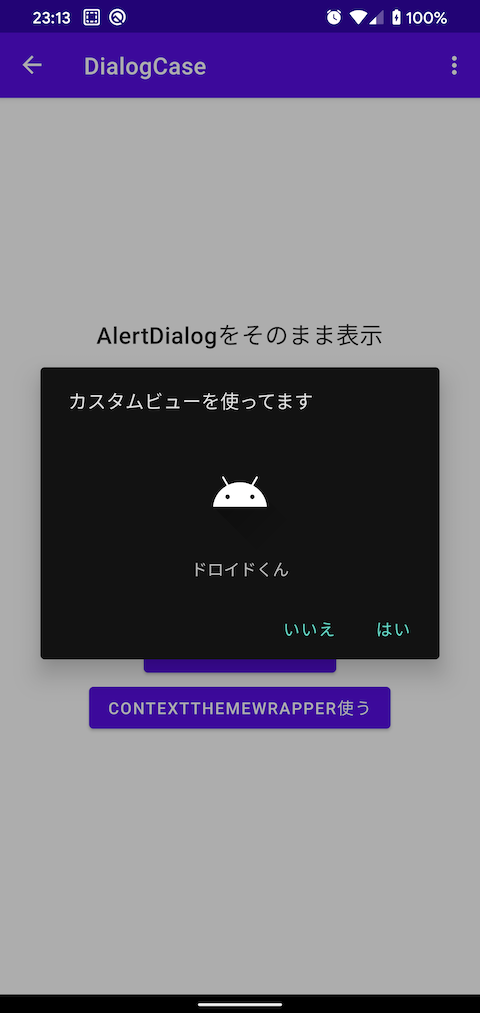 23:13
100%
DialogCase
AlertDialogをそのまま表示
カスタムビューを使ってます
ドロイドくん
いいえ はい
CONTEXTTHEMEWRAPPER使う